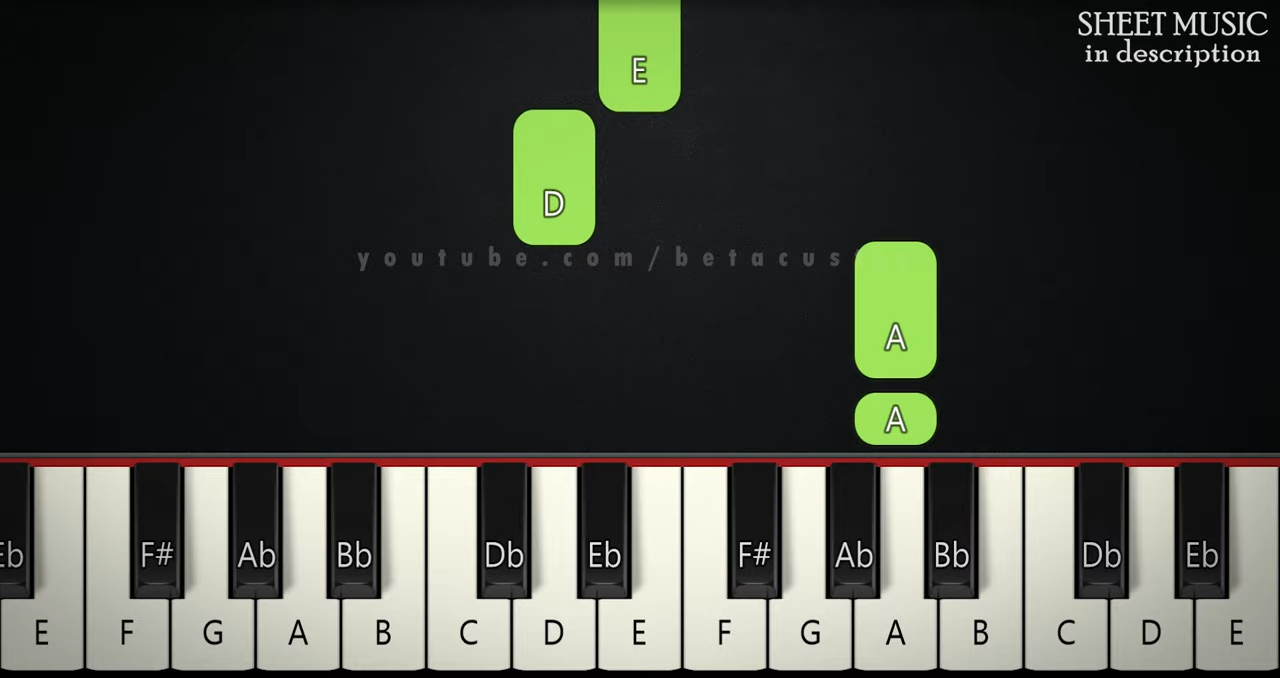 SHEET MUSIC
in description
E
D
youtube.com/betacus
A
A
Eb F# Ab Bb Db Eb F# Ab Bb Db Eb
E F G A B C D E F G A B C D E